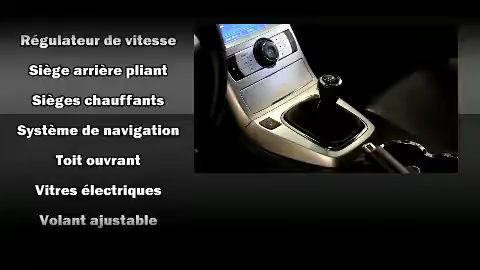 Régulateur de vitesse
Siège arrière pliant
Sièges chauffants
Système de navigation
Toit ouvrant
Vitres électriques
Volant ajustable